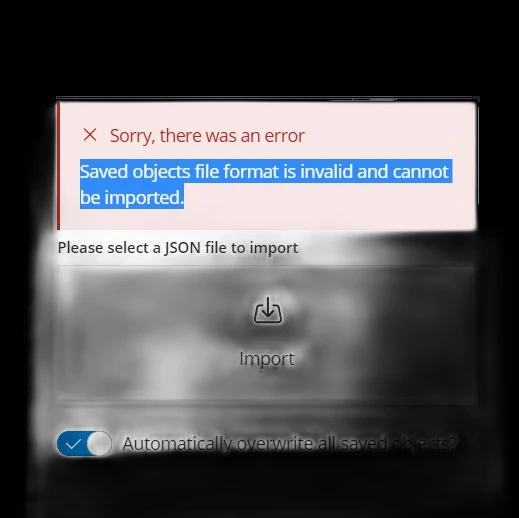 Sorry, there was an error
Saved objects file format is invalid and cannot
be imported.
Please select a JSON file to import
Import
Automatically overwrite all saved objects?